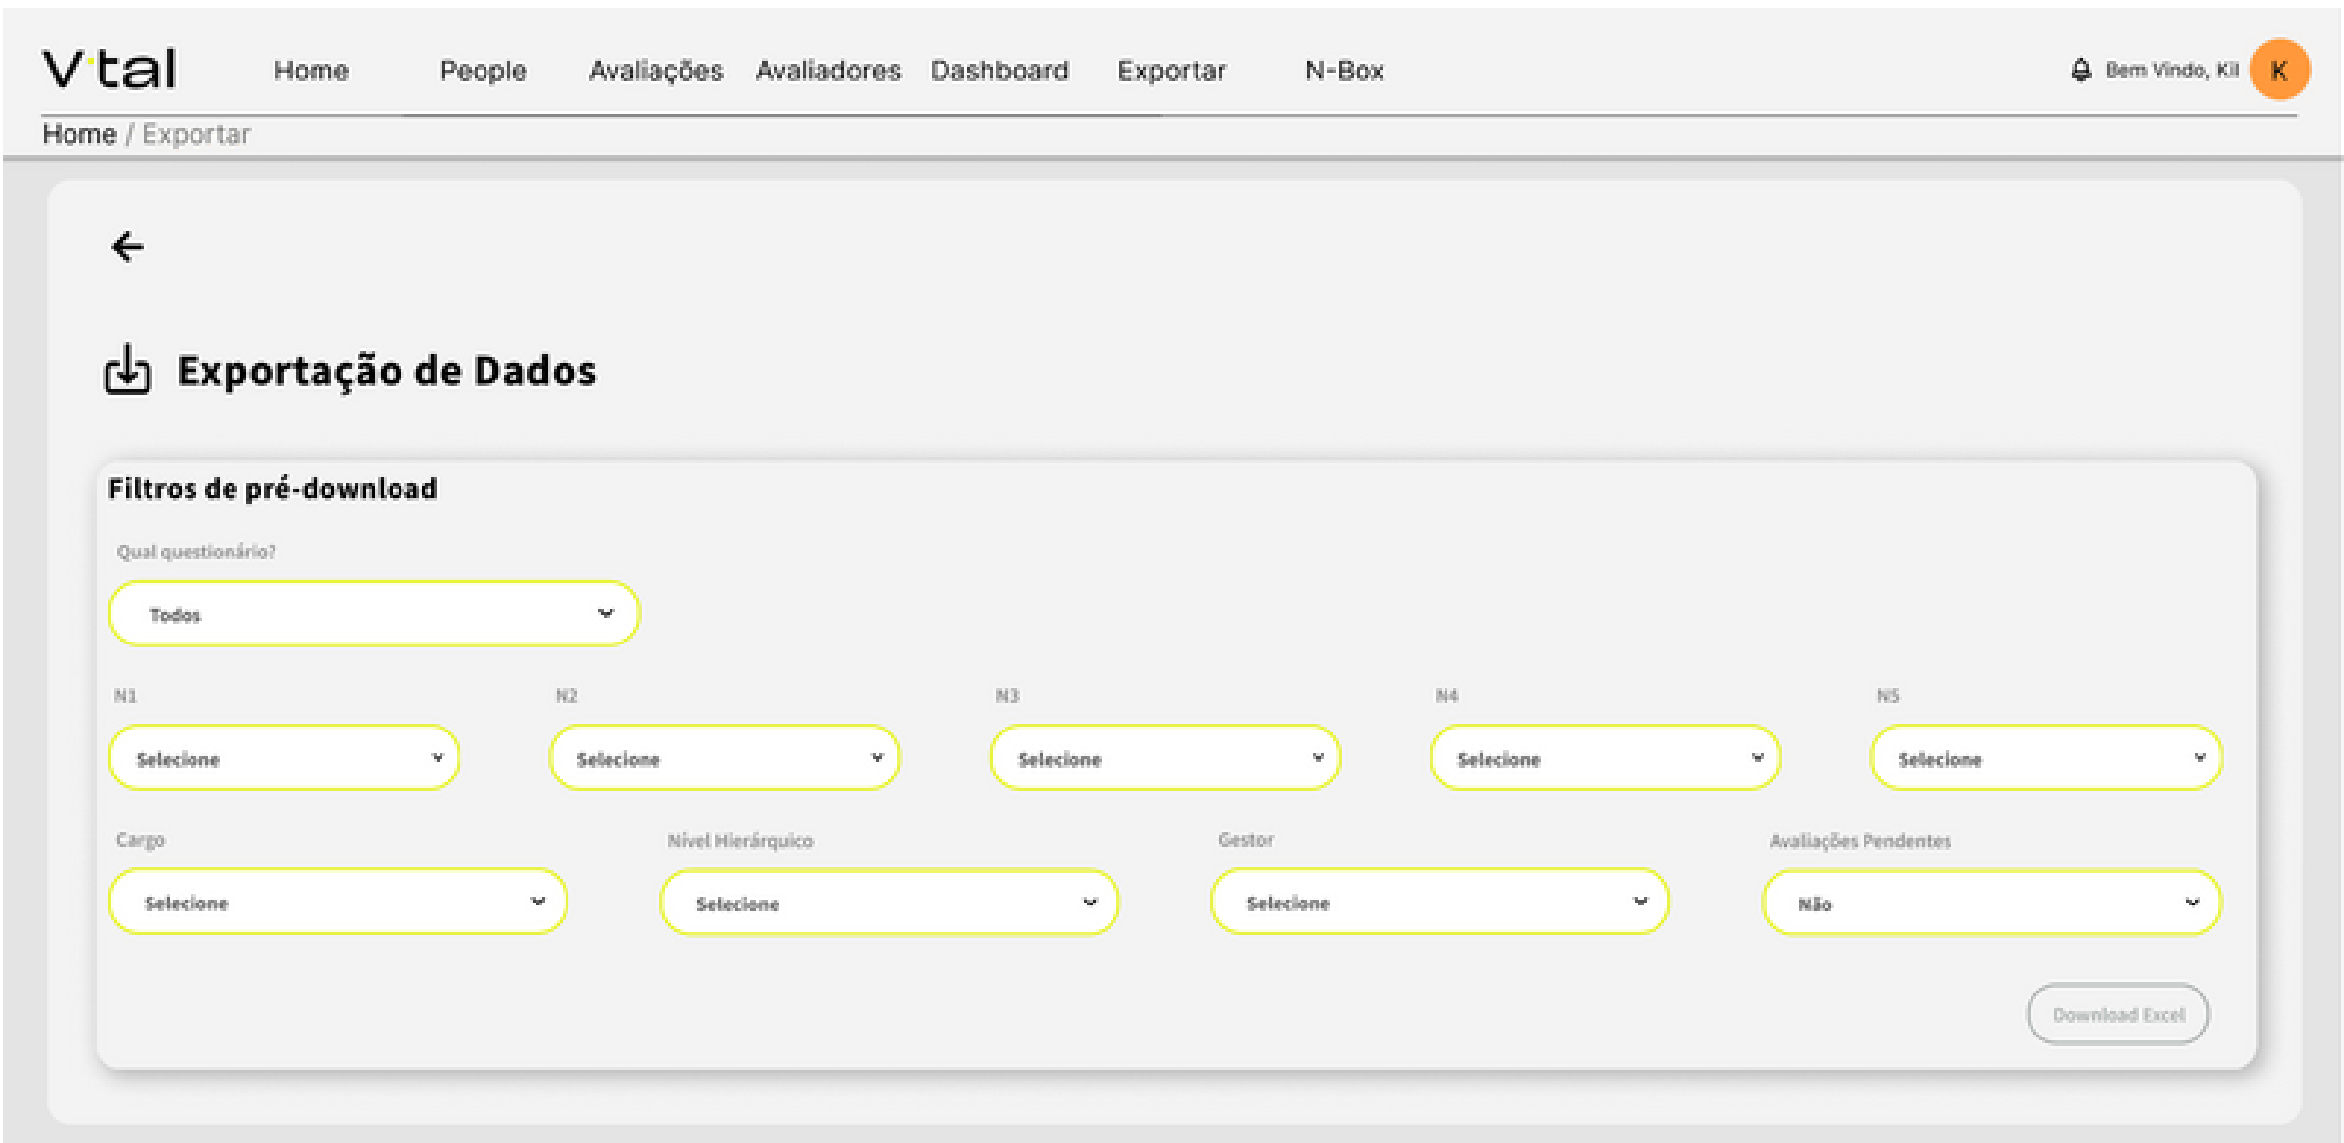 V·tal Home People Avaliações Avaliadores Dashboard Exportar N-Box Bem Vindo, Kil K
Home / Exportar
Exportação de Dados
Filtros de pré-download
Qual questionário?
Todos
N1 N2 N3 N4 N5
Selecione Selecione Selecione Selecione Selecione
Cargo Nível Hierárquico Gestor Avaliações Pendentes
Selecione Selecione Selecione Não
Download Excel